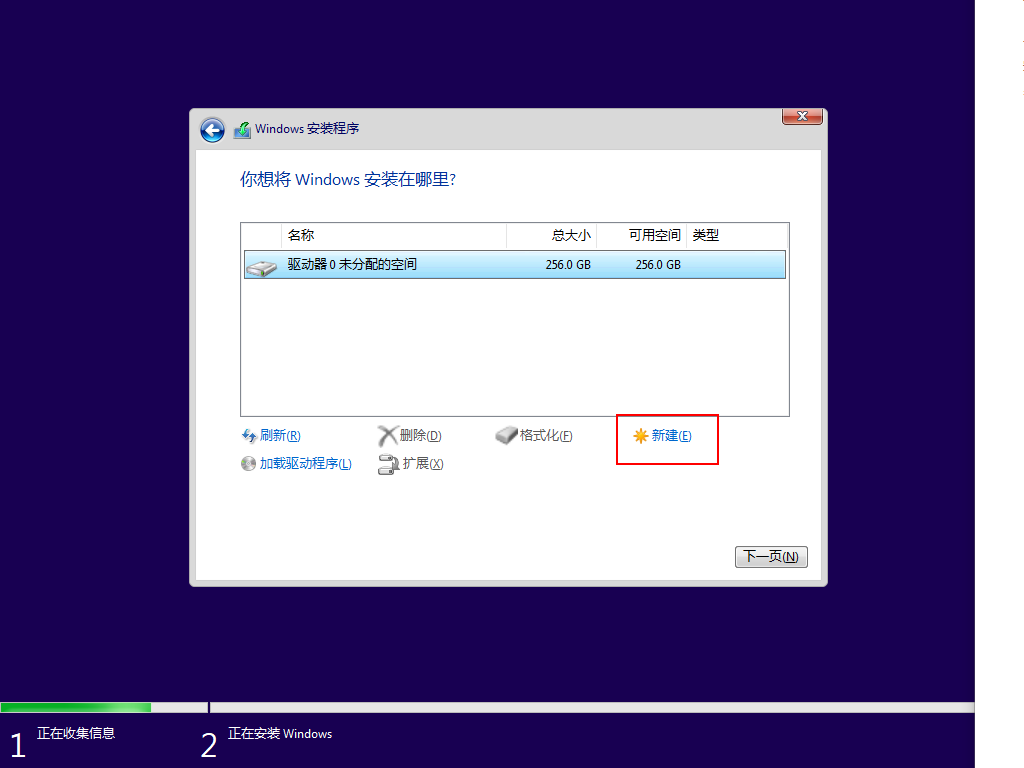 Windows 安装程序
你想将 Windows 安装在哪里?
名称 总大小 可用空间 类型
驱动器 0 未分配的空间 256.0 GB 256.0 GB
刷新(R) 删除(D) 格式化(F) 新建(E)
加载驱动程序(L) 扩展(X)
下一页(N)
1 正在收集信息 2 正在安装 Windows